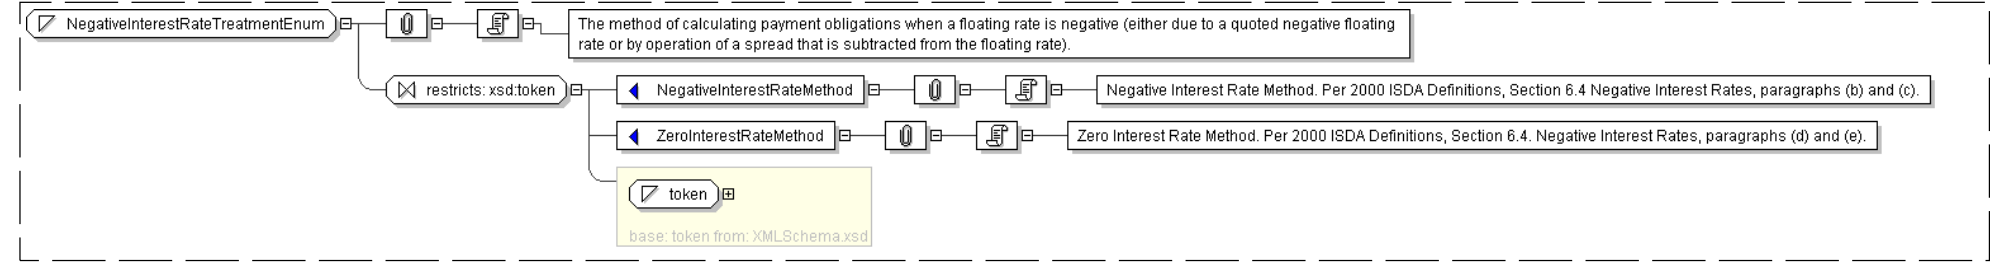 NegativeInterestRateTreatmentEnum
The method of calculating payment obligations when a floating rate is negative (either due to a quoted negative floating
rate or by operation of a spread that is subtracted from the floating rate).
restricts: xsd:token
NegativeInterestRateMethod
Negative Interest Rate Method. Per 2000 ISDA Definitions, Section 6.4 Negative Interest Rates, paragraphs (b) and (c).
ZeroInterestRateMethod
Zero Interest Rate Method. Per 2000 ISDA Definitions, Section 6.4. Negative Interest Rates, paragraphs (d) and (e).
token
base: token from: XMLSchema.xsd